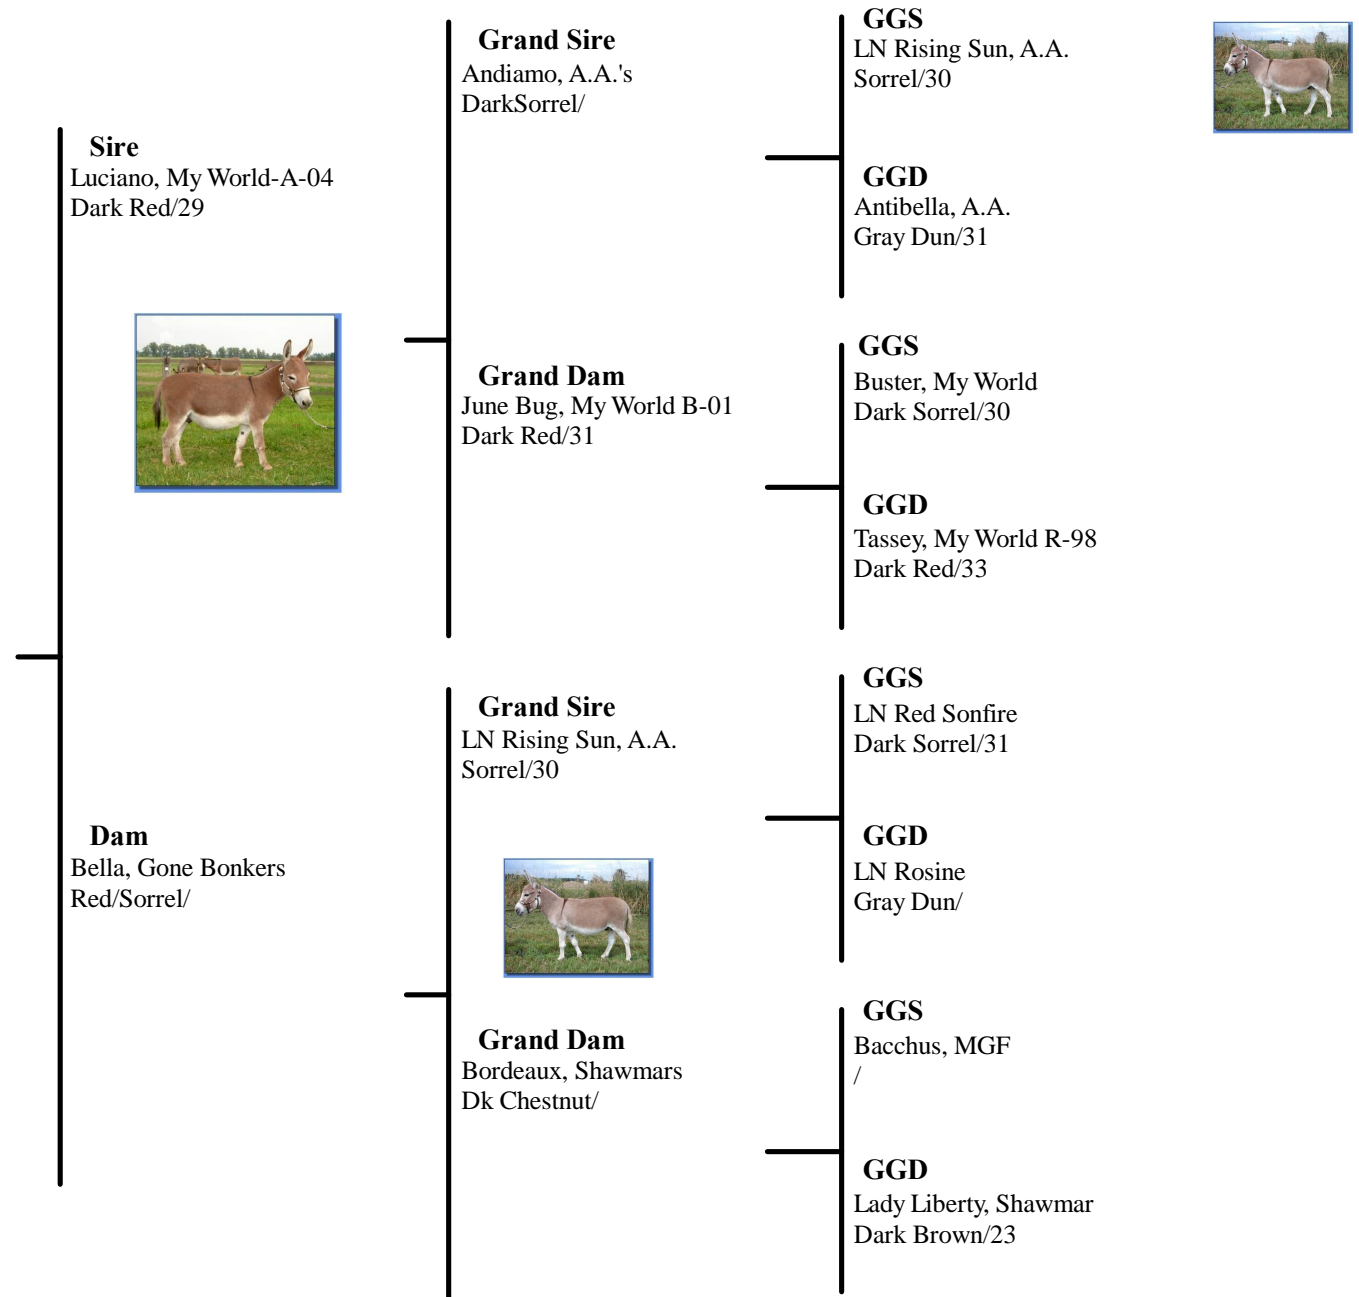 Sire
Luciano, My World-A-04
Dark Red/29
Dam
Bella, Gone Bonkers
Red/Sorrel/
Grand Sire
Andiamo, A.A.'s
DarkSorrel/
Grand Dam
June Bug, My World B-01
Dark Red/31
Grand Sire
LN Rising Sun, A.A.
Sorrel/30
Grand Dam
Bordeaux, Shawmars
Dk Chestnut/
GGS
LN Rising Sun, A.A.
Sorrel/30
GGD
Antibella, A.A.
Gray Dun/31
GGS
Buster, My World
Dark Sorrel/30
GGD
Tassey, My World R-98
Dark Red/33
GGS
LN Red Sonfire
Dark Sorrel/31
GGD
LN Rosine
Gray Dun/
GGS
Bacchus, MGF
/
GGD
Lady Liberty, Shawmar
Dark Brown/23